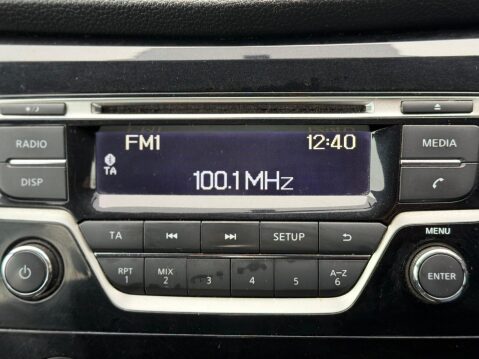 RADIO
MEDIA
FM1
12:40
TA
100.1 MHz
DISP
TA
SETUP
MENU
RPT
1
MIX
2
3
4
5
A-Z
6
ENTER